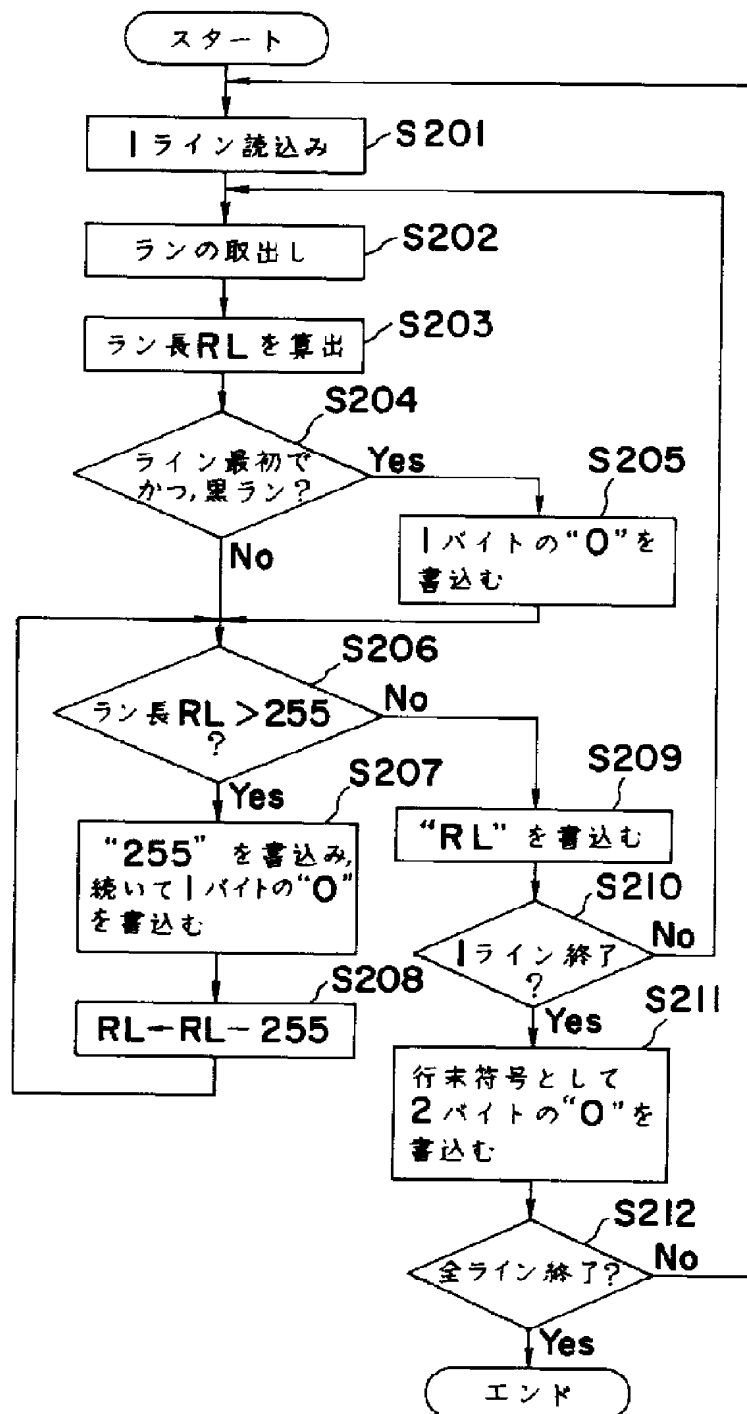 スタート
1ライン読込み
S201
ランの取出し
S202
ラン長RLを算出
S203
S204
ライン最初で
かつ,黒ラン?
Yes
No
S205
1バイトの“0”を
書込む
S206
ラン長RL>255
?
No
Yes
S207
“255”を書込み,
続いて1バイトの“0”
を書込む
S208
RL←RL-255
S209
“RL”を書込む
S210
1ライン終了
?
No
Yes
S211
行末符号として
2バイトの“0”を
書込む
S212
全ライン終了?
No
Yes
エンド